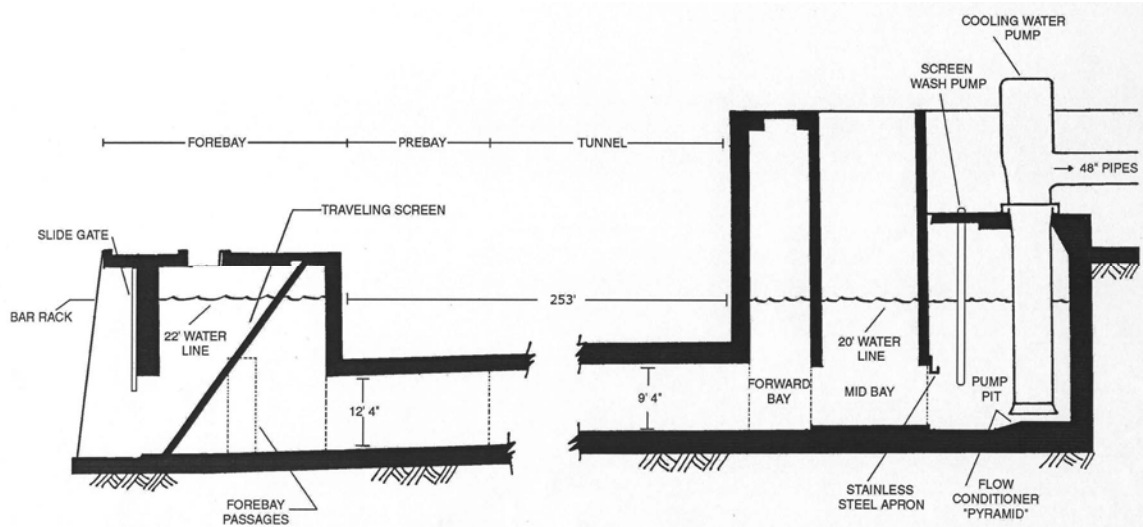 COOLING WATER
PUMP
SCREEN
WASH PUMP
FOREBAY
PREBAY
TUNNEL
48" PIPES
TRAVELING SCREEN
SLIDE GATE
BAR RACK
22' WATER
LINE
253'
20' WATER
LINE
12' 4"
9' 4"
FORWARD
BAY
MID BAY
PUMP
PIT
FOREBAY
PASSAGES
STAINLESS
STEEL APRON
FLOW
CONDITIONER
"PYRAMID"